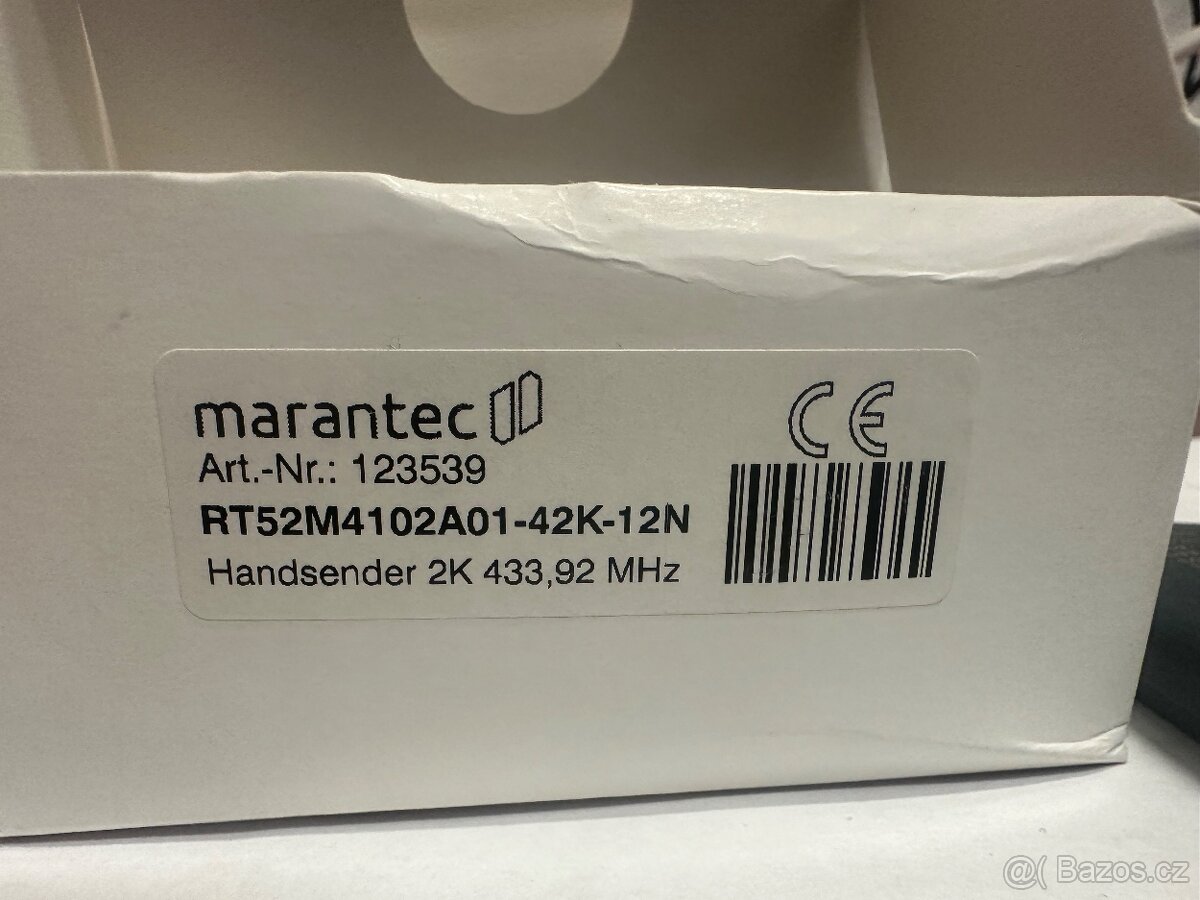 marantec
CE
Art.-Nr.: 123539
RT52M4102A01-42K-12N
Handsender 2K 433,92 MHz
@( Bazos.cz